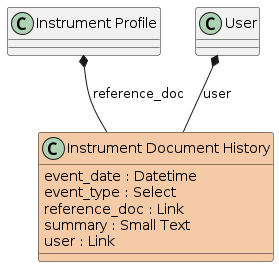 C Instrument Profile
C User
reference_doc
user
C Instrument Document History
event_date : Datetime
event_type : Select
reference_doc : Link
summary : Small Text
user : Link